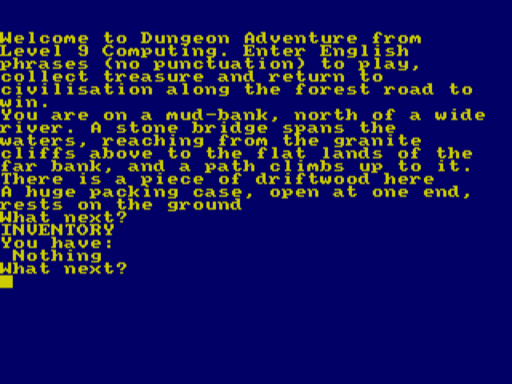 Welcome to Dungeon Adventure from
Level 9 Computing. Enter English
phrases (no punctuation) to play,
collect treasure and return to
civilisation along the forest road to
win.
You are on a mud-bank, north of a wide
river. A stone bridge spans the
waters, reaching from the granite
cliffs above to the flat lands of the
far bank, and a path climbs up to it.
There is a piece of driftwood here
A huge packing case, open at one end,
rests on the ground
What next?
INVENTORY
You have:
 Nothing
What next?